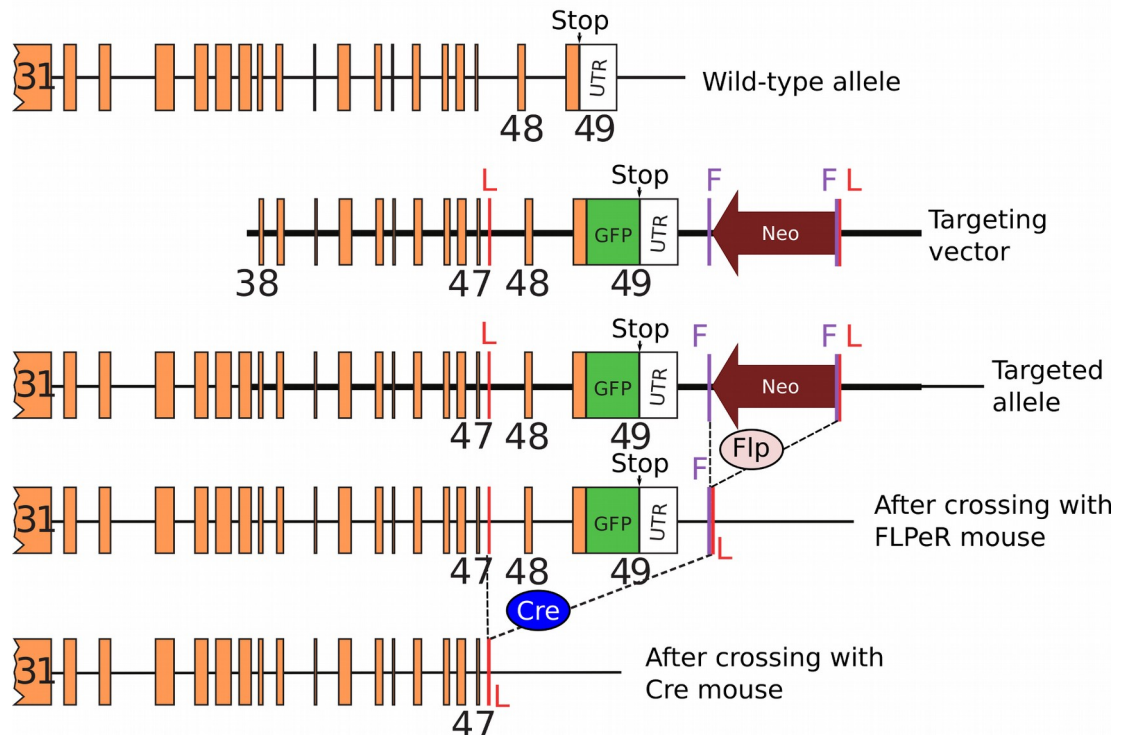 Stop
31
UTR
Wild-type allele
48
49
Stop
L
F
F
L
GFP
UTR
Neo
Targeting
vector
38
47
48
49
Stop
L
F
F
L
31
GFP
UTR
Neo
Targeted
allele
47
48
49
Flp
Stop
F
31
GFP
UTR
After crossing with
FLPeR mouse
L
47
48
49
Cre
31
After crossing with
Cre mouse
L
47